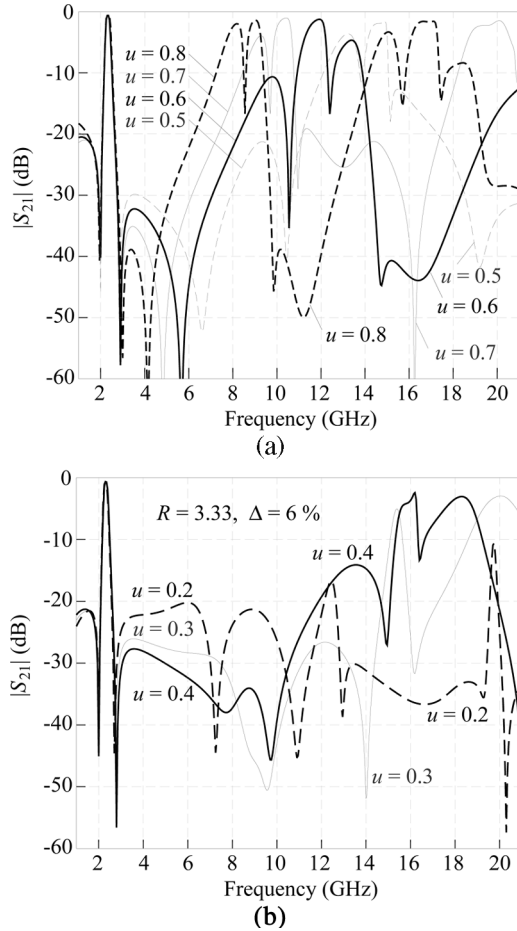 0
-10
-20
-30
-40
-50
-60
|S21| (dB)
u = 0.8
u = 0.7
u = 0.6
u = 0.5
u = 0.5
u = 0.6
u = 0.8
u = 0.7
2 4 6 8 10 12 14 16 18 20
Frequency (GHz)
(a)
0
-10
-20
-30
-40
-50
-60
|S21| (dB)
R = 3.33, Δ = 6 %
u = 0.4
u = 0.2
u = 0.3
u = 0.4
u = 0.2
u = 0.3
2 4 6 8 10 12 14 16 18 20
Frequency (GHz)
(b)